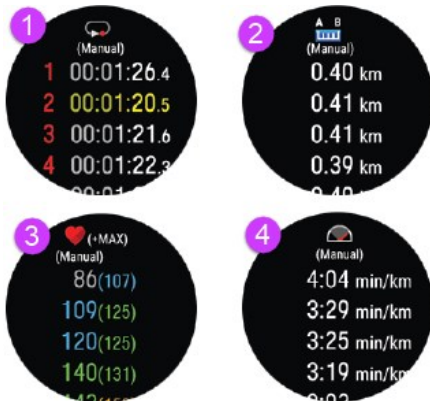 1
(Manual)
1 00:01:26.4
2 00:01:20.5
3 00:01:21.6
4 00:01:22.3
2
A B
(Manual)
0.40 km
0.41 km
0.41 km
0.39 km
3
(+MAX)
(Manual)
86(107)
109(125)
120(125)
140(131)
4
(Manual)
4:04 min/km
3:29 min/km
3:25 min/km
3:19 min/km